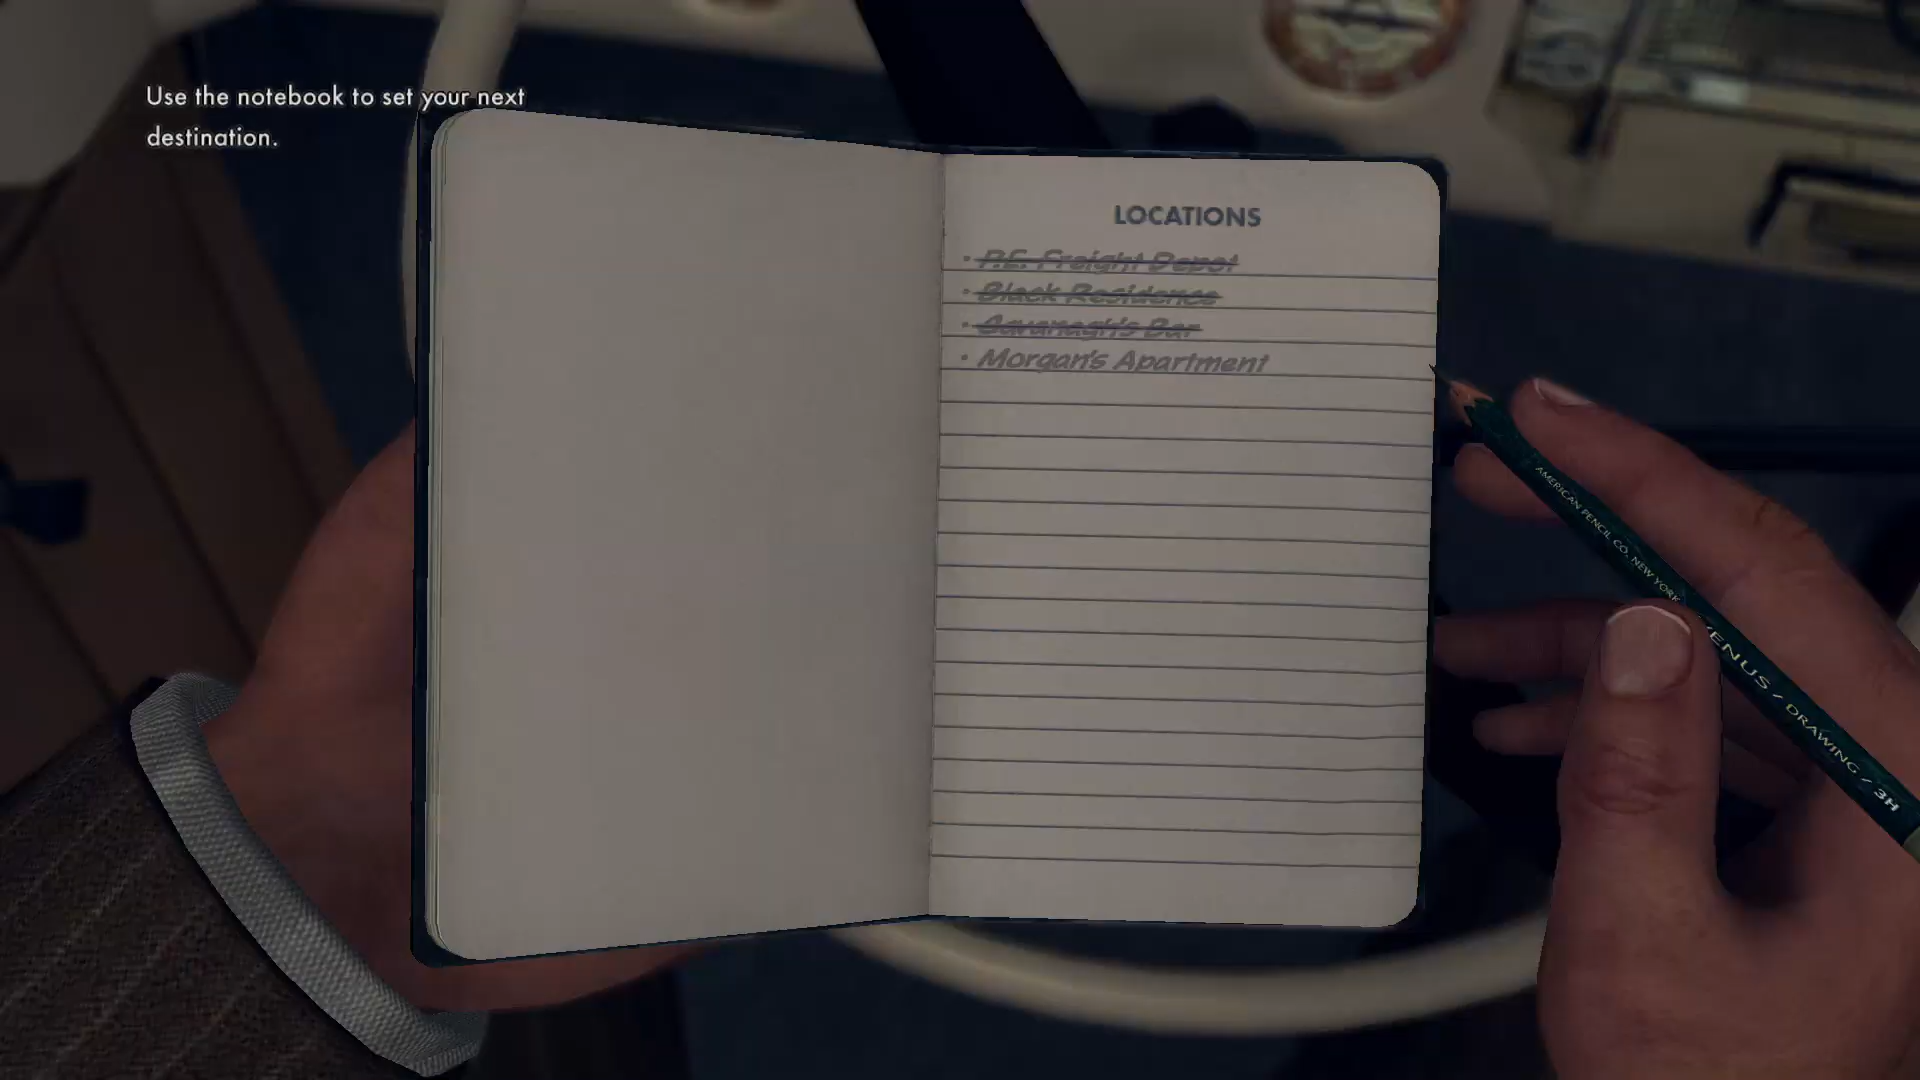 Use the notebook to set your next
destination.
LOCATIONS
• P.E. Freight Depot
• Black Residence
• Cavanagh's Bar
• Morgan's Apartment
AMERICAN PENCIL CO. NEW YORK
VENUS / DRAWING / 3H